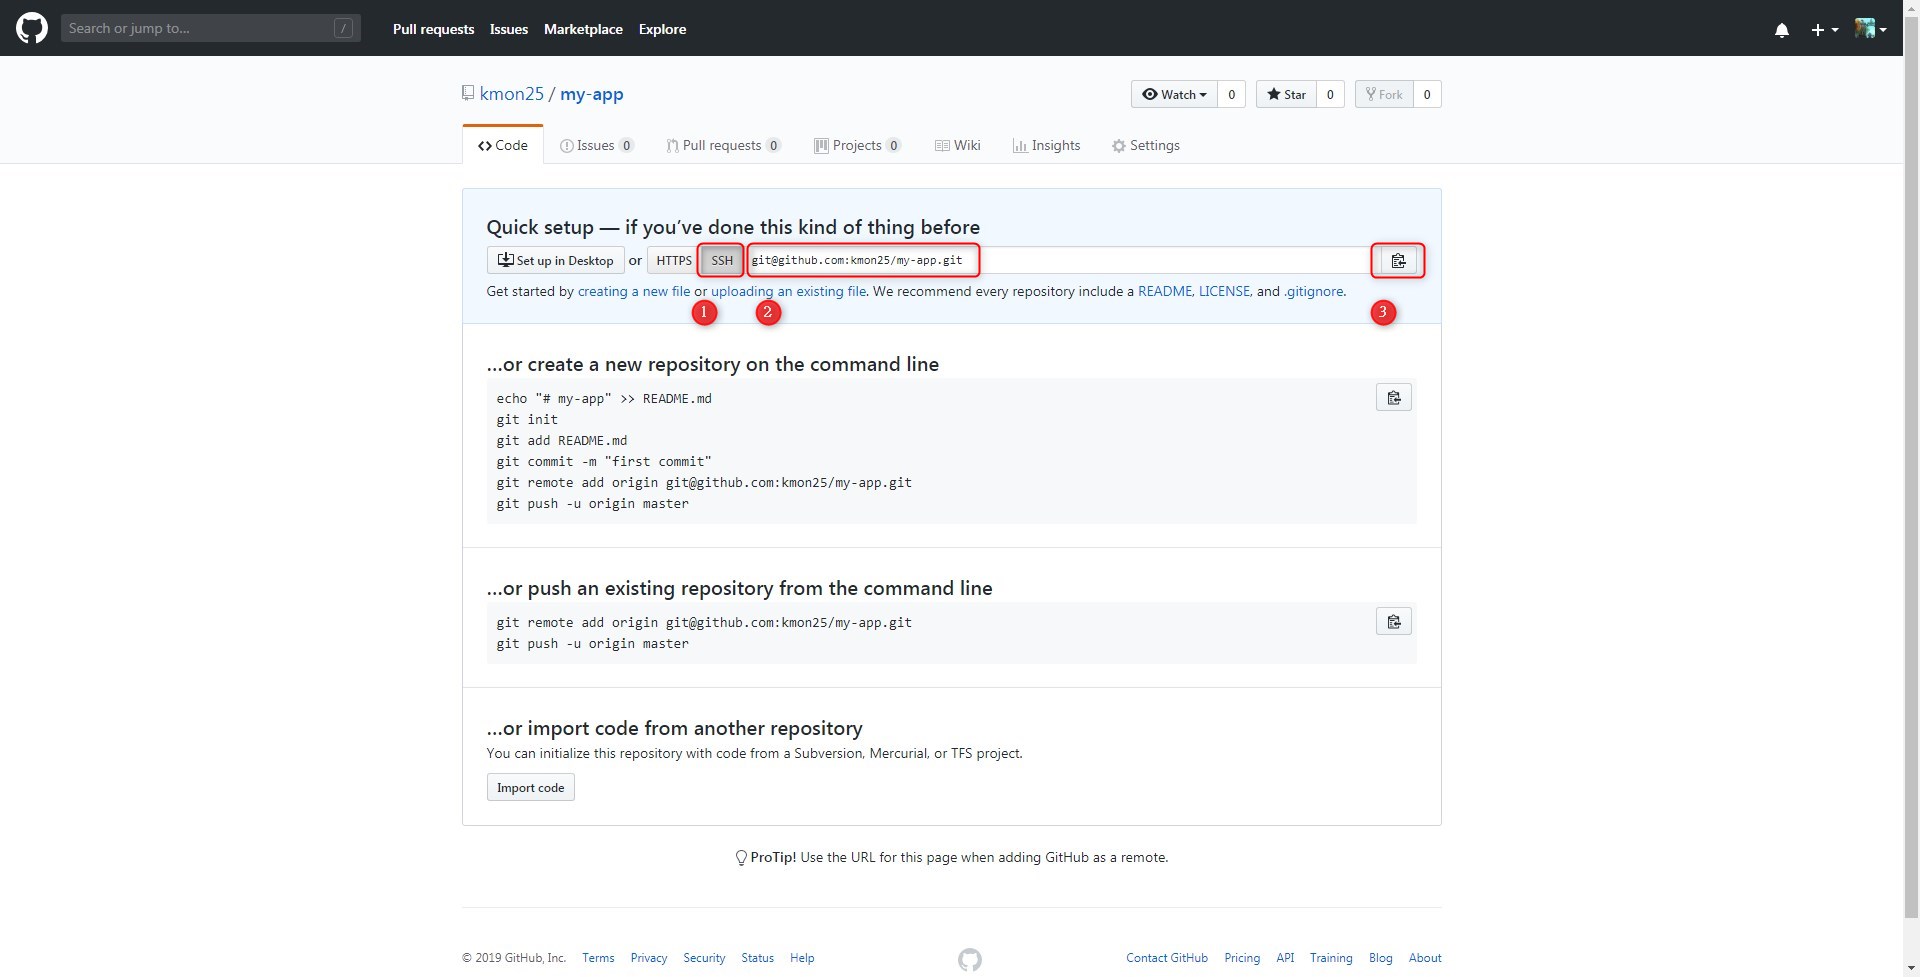 Search or jump to... / Pull requests Issues Marketplace Explore
kmon25 / my-app Watch 0 Star 0 Fork 0
Code Issues 0 Pull requests 0 Projects 0 Wiki Insights Settings
Quick setup — if you’ve done this kind of thing before
Set up in Desktop or HTTPS SSH git@github.com:kmon25/my-app.git
Get started by creating a new file or uploading an existing file. We recommend every repository include a README, LICENSE, and .gitignore.
1 2 3
…or create a new repository on the command line
echo "# my-app" >> README.md
git init
git add README.md
git commit -m "first commit"
git remote add origin git@github.com:kmon25/my-app.git
git push -u origin master
…or push an existing repository from the command line
git remote add origin git@github.com:kmon25/my-app.git
git push -u origin master
…or import code from another repository
You can initialize this repository with code from a Subversion, Mercurial, or TFS project.
Import code
ProTip! Use the URL for this page when adding GitHub as a remote.
© 2019 GitHub, Inc. Terms Privacy Security Status Help Contact GitHub Pricing API Training Blog About